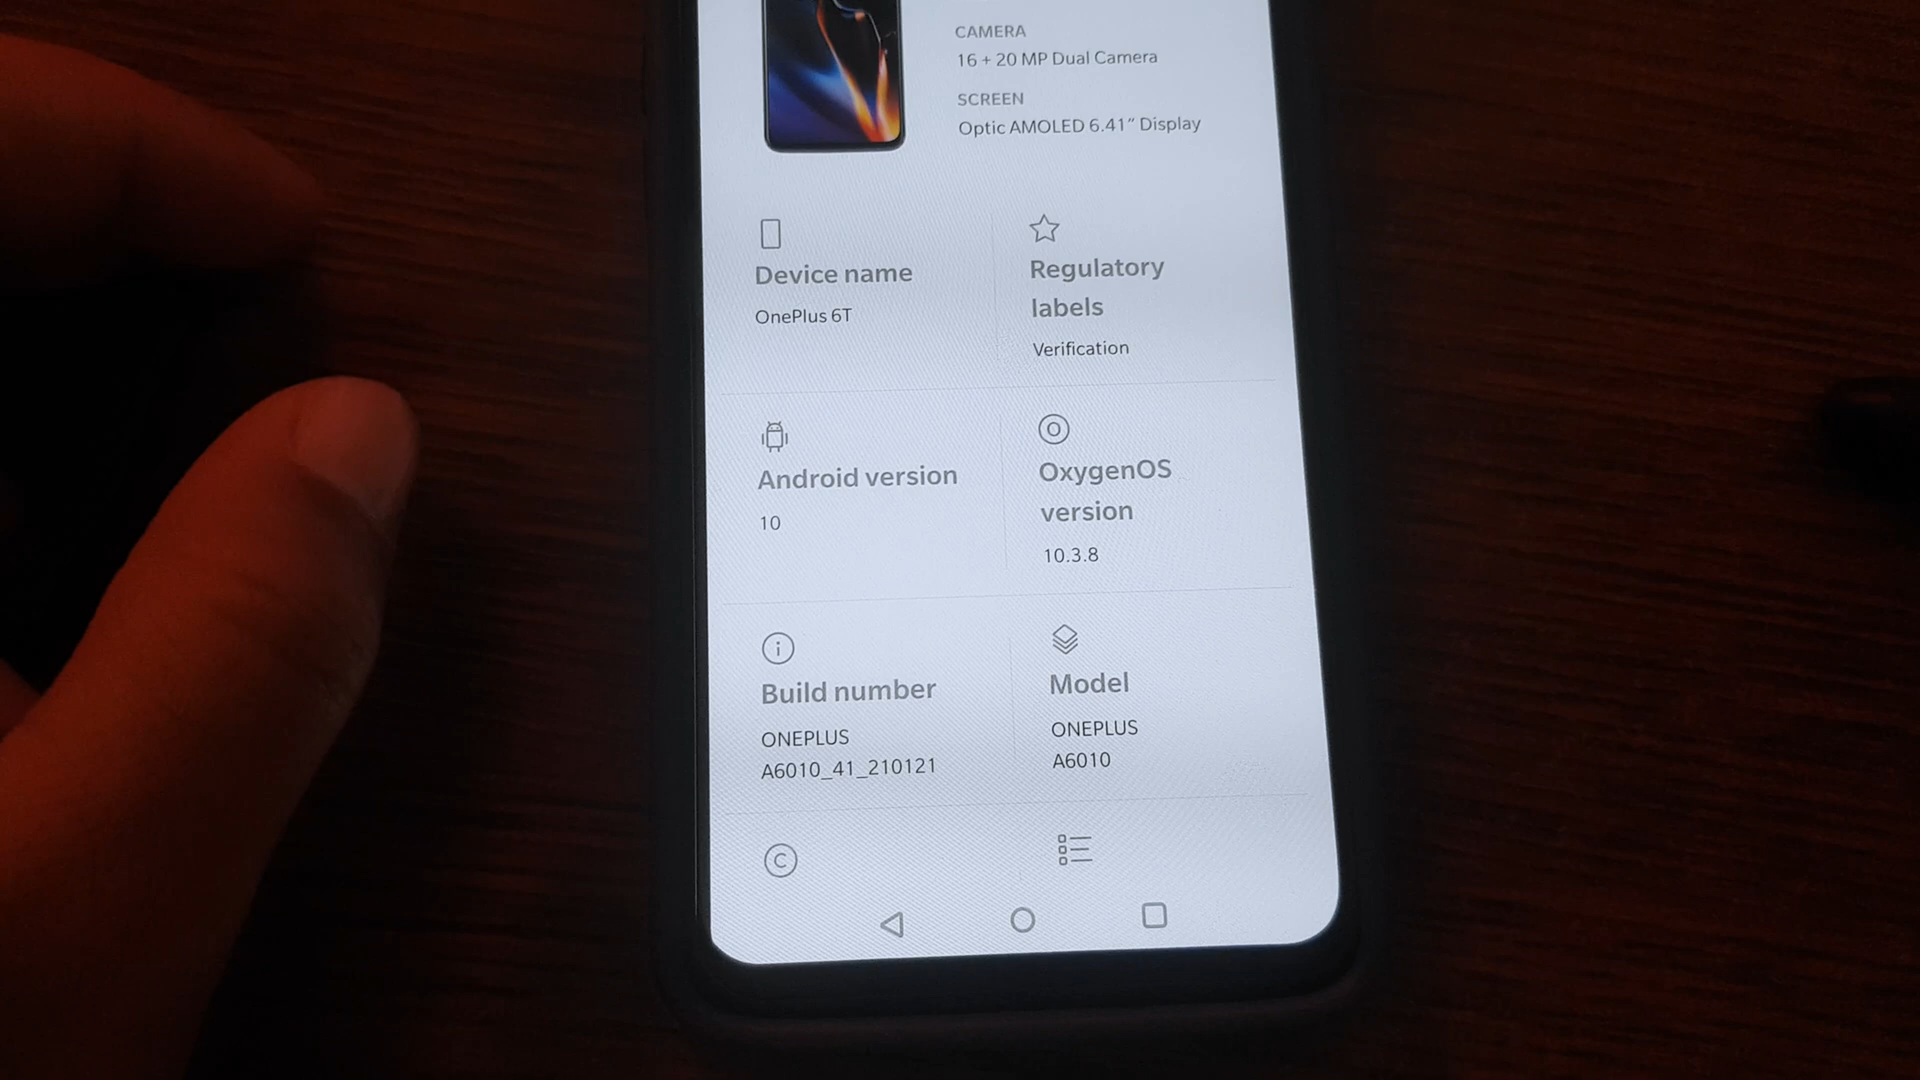 CAMERA
16 + 20 MP Dual Camera
SCREEN
Optic AMOLED 6.41" Display
Device name
OnePlus 6T
Regulatory
labels
Verification
Android version
10
OxygenOS
version
10.3.8
Build number
ONEPLUS
A6010_41_210121
Model
ONEPLUS
A6010